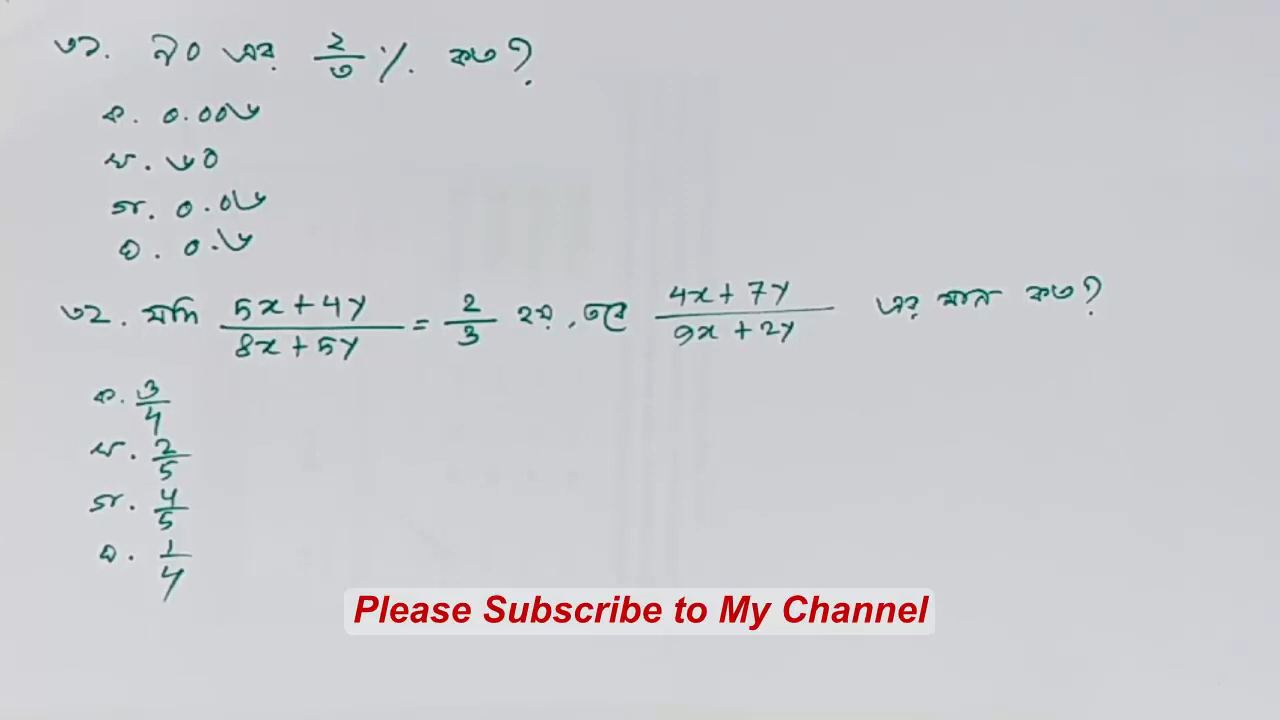 ৩১. ৯০ এর ২/৩ % কত?
ক. ০.০০৬
খ. ৬০
গ. ০.০৬
ঘ. ০.৬
৩২. যদি (5x+4y)/(8x+5y) = 2/3 হয়, তবে (4x+7y)/(9x+2y) এর মান কত?
ক. 3/4
খ. 2/5
গ. 4/5
ঘ. 1/4
Please Subscribe to My Channel